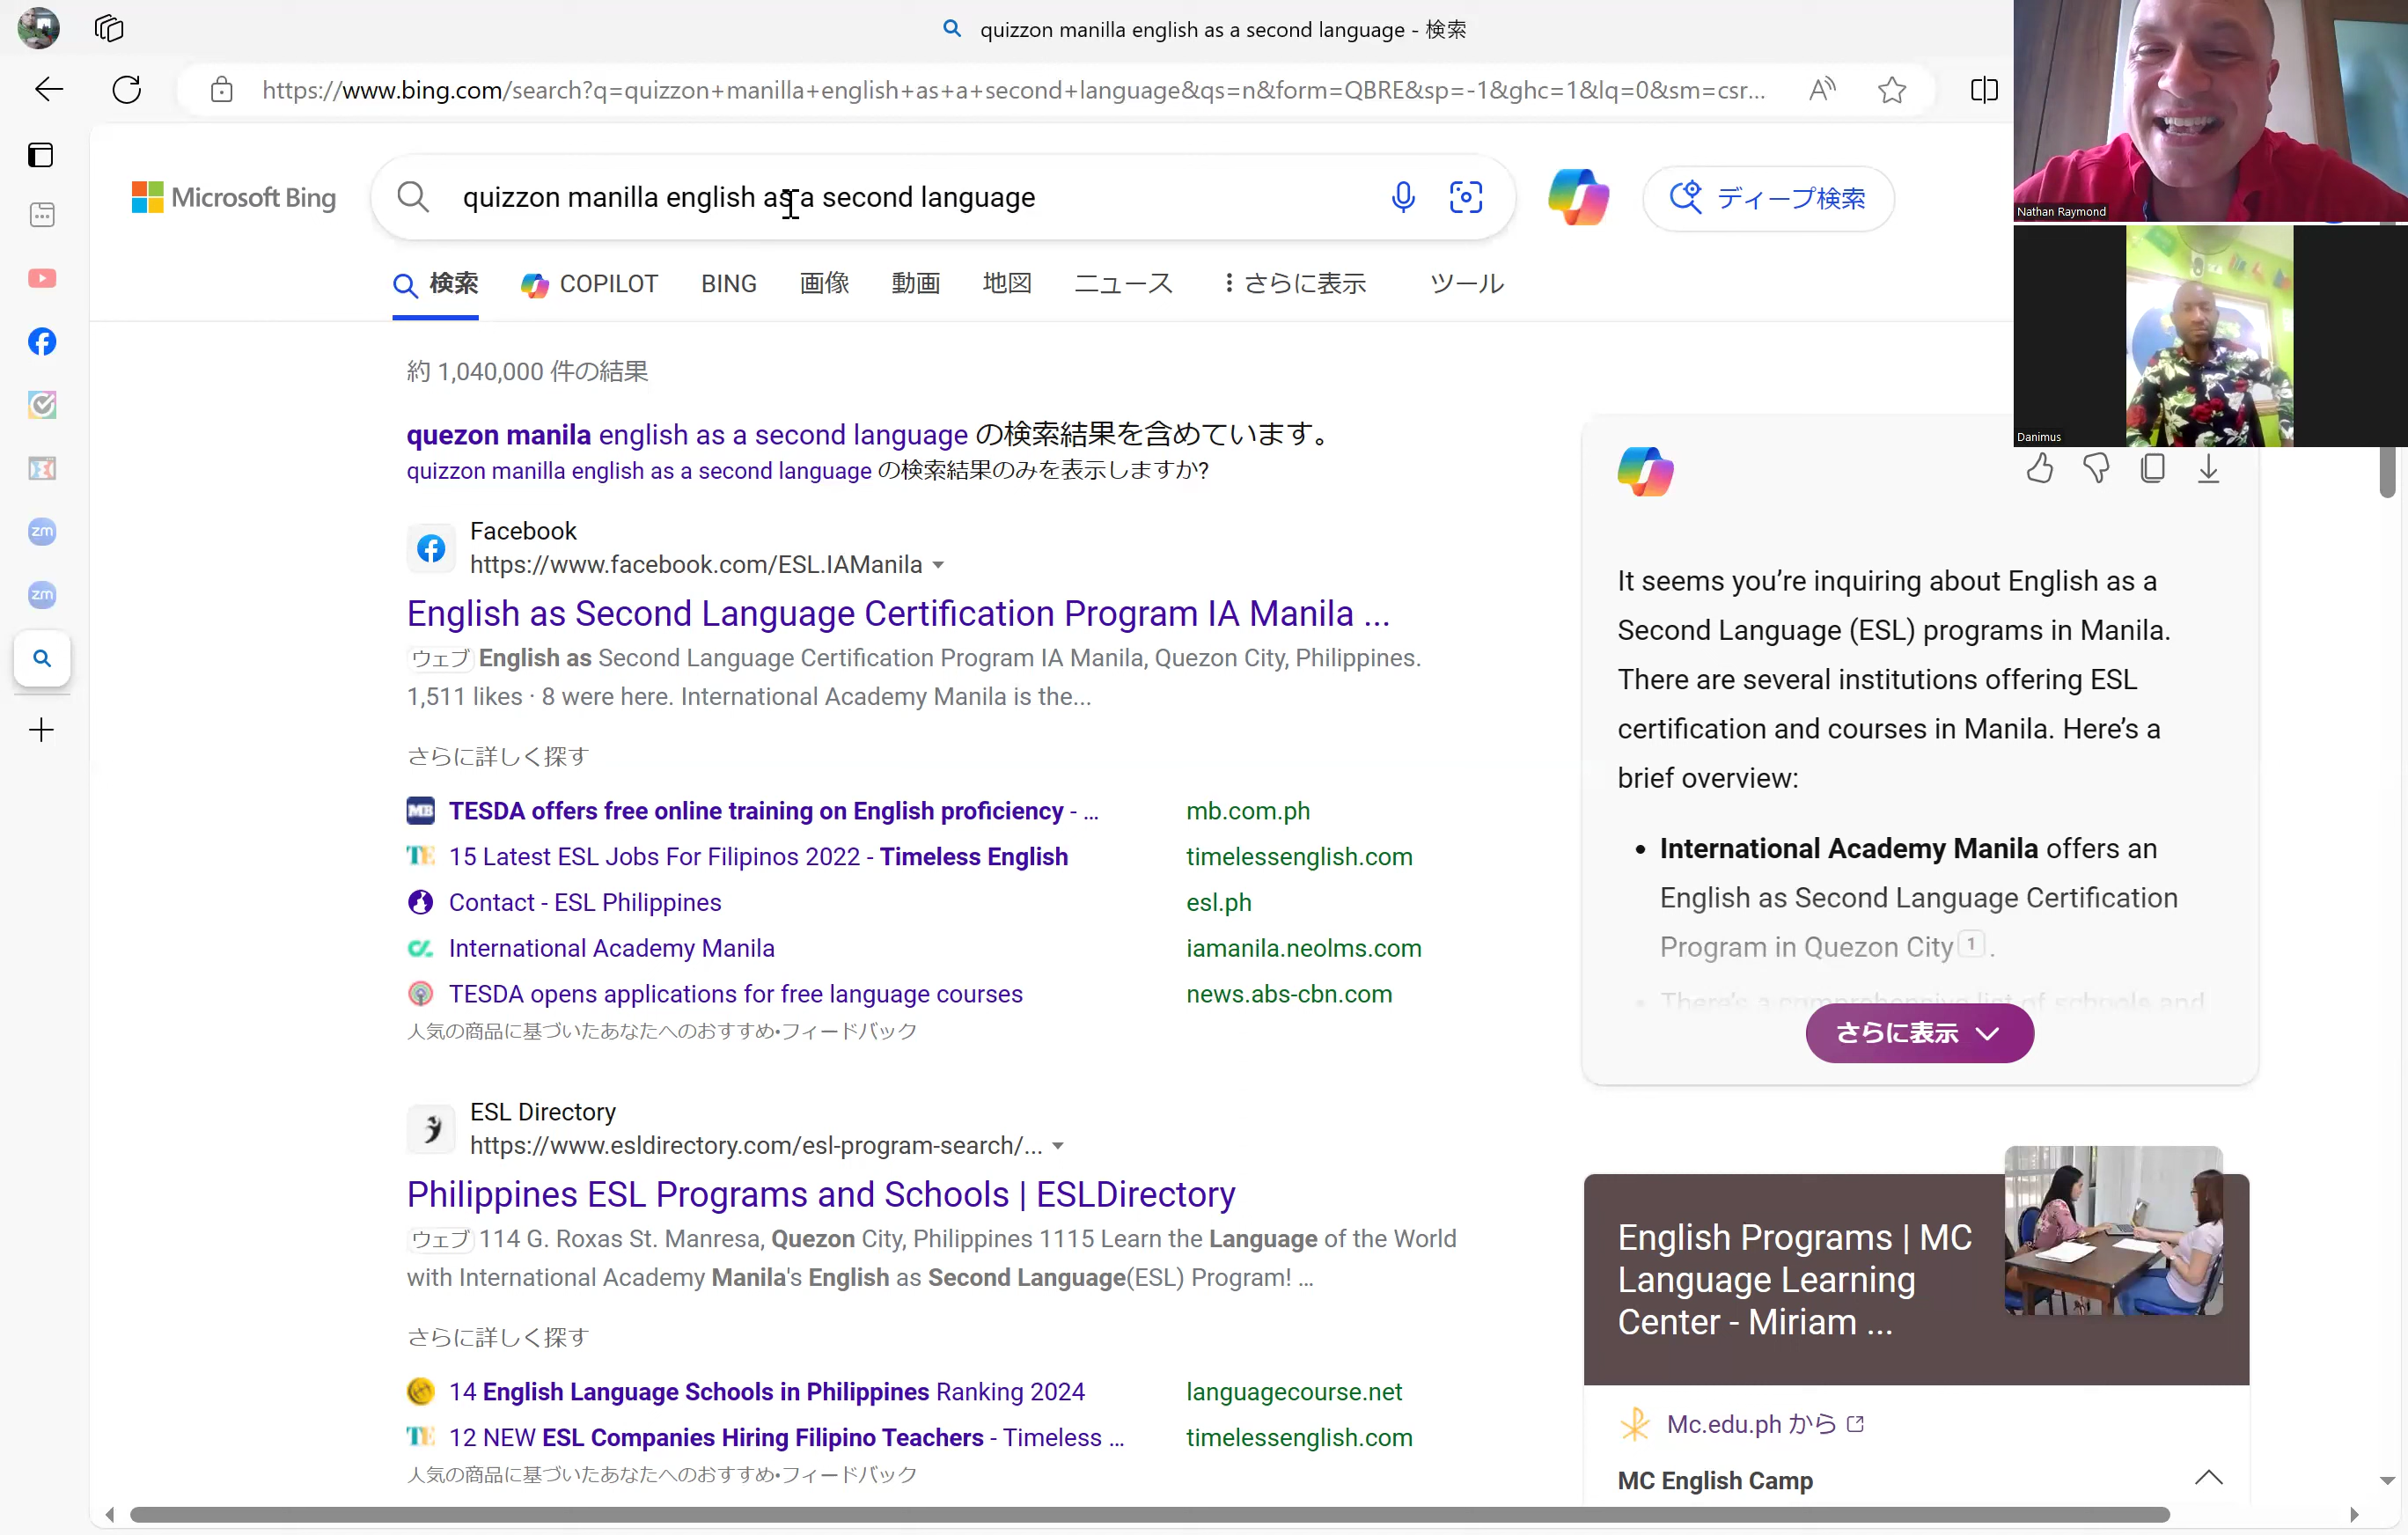 quizzon manilla english as a second language - 検索
https://www.bing.com/search?q=quizzon+manilla+english+as+a+second+language&qs=n&form=QBRE&sp=-1&ghc=1&lq=0&sm=csr...
Nathan Raymond
Microsoft Bing
quizzon manilla english as a second language
ディープ検索
検索
COPILOT
BING
画像
動画
地図
ニュース
さらに表示
ツール
Danimus
約 1,040,000 件の結果
quezon manila english as a second language の検索結果を含めています。
quizzon manilla english as a second language の検索結果のみを表示しますか?
Facebook
https://www.facebook.com/ESL.IAManila
English as Second Language Certification Program IA Manila ...
ウェブ English as Second Language Certification Program IA Manila, Quezon City, Philippines.
1,511 likes · 8 were here. International Academy Manila is the...
さらに詳しく探す
MB TESDA offers free online training on English proficiency - ... mb.com.ph
TE 15 Latest ESL Jobs For Filipinos 2022 - Timeless English timelessenglish.com
Contact - ESL Philippines esl.ph
International Academy Manila iamanila.neolms.com
TESDA opens applications for free language courses news.abs-cbn.com
人気の商品に基づいたあなたへのおすすめ•フィードバック
ESL Directory
https://www.esldirectory.com/esl-program-search/...
Philippines ESL Programs and Schools | ESLDirectory
ウェブ 114 G. Roxas St. Manresa, Quezon City, Philippines 1115 Learn the Language of the World
with International Academy Manila's English as Second Language(ESL) Program! ...
さらに詳しく探す
14 English Language Schools in Philippines Ranking 2024 languagecourse.net
TE 12 NEW ESL Companies Hiring Filipino Teachers - Timeless ... timelessenglish.com
人気の商品に基づいたあなたへのおすすめ•フィードバック
It seems you're inquiring about English as a
Second Language (ESL) programs in Manila.
There are several institutions offering ESL
certification and courses in Manila. Here's a
brief overview:
• International Academy Manila offers an
English as Second Language Certification
Program in Quezon City 1 .
• There's a comprehensive list of schools and
さらに表示
English Programs | MC
Language Learning
Center - Miriam ...
Mc.edu.ph から
MC English Camp
zm
zm